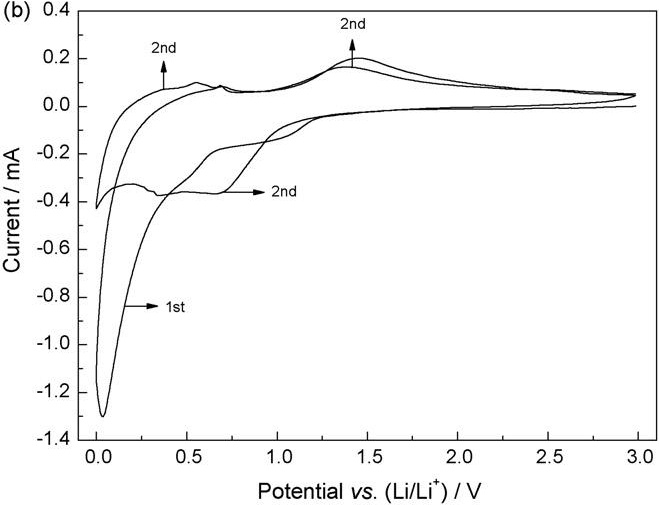 (b)
0.4
0.2
0.0
-0.2
-0.4
-0.6
-0.8
-1.0
-1.2
-1.4
Current / mA
2nd
2nd
2nd
1st
0.0 0.5 1.0 1.5 2.0 2.5 3.0
Potential vs. (Li/Li⁺) / V